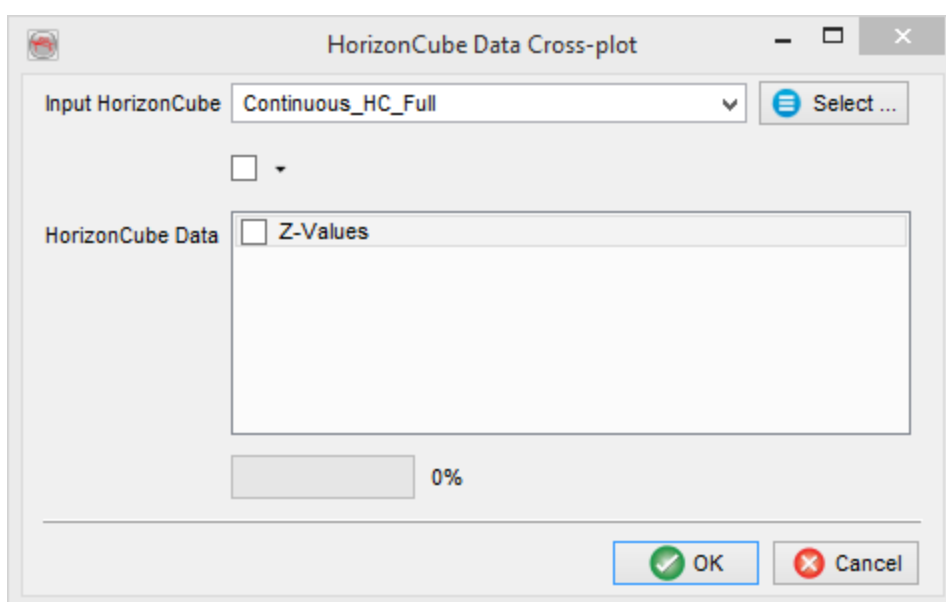 HorizonCube Data Cross-plot
Input HorizonCube Continuous_HC_Full Select ...
HorizonCube Data Z-Values
0%
OK Cancel